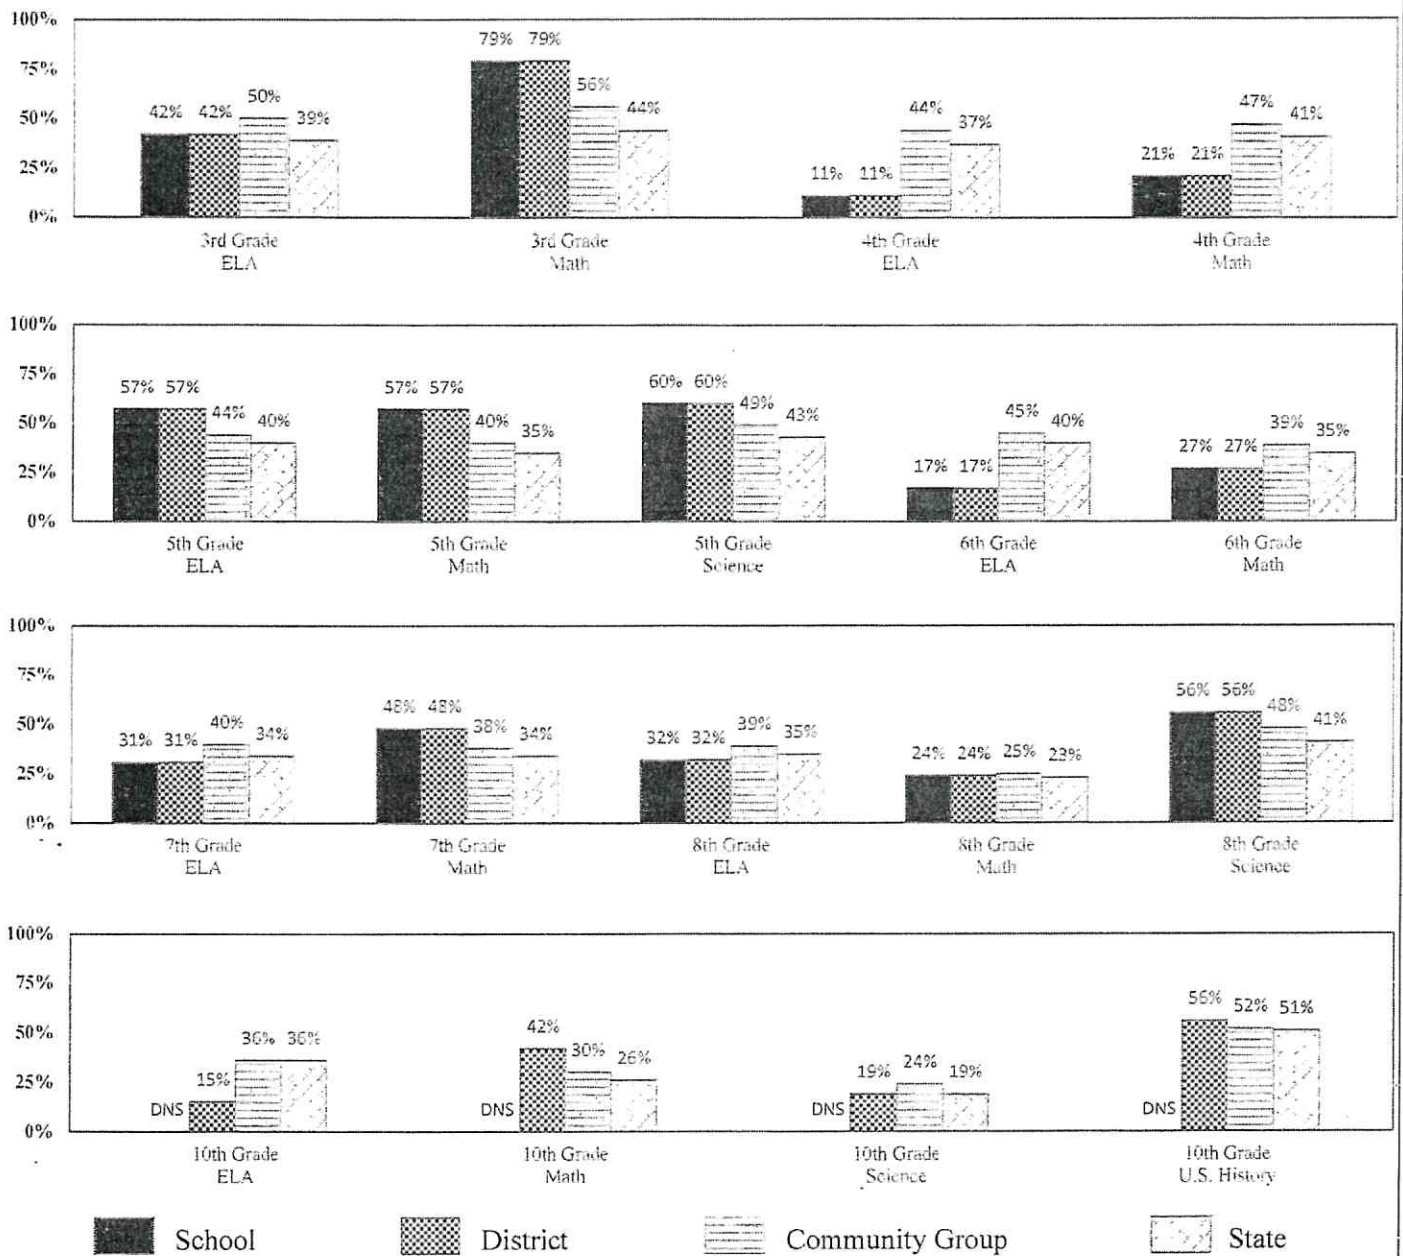 100%
75%
50%
25%
0%
42% 42% 50% 39%
79% 79% 56% 44%
11% 11% 44% 37%
21% 21% 47% 41%
3rd Grade
ELA
3rd Grade
Math
4th Grade
ELA
4th Grade
Math
100%
75%
50%
25%
0%
57% 57% 44% 40%
57% 57% 40% 35%
60% 60% 49% 43%
17% 17% 45% 40%
27% 27% 39% 35%
5th Grade
ELA
5th Grade
Math
5th Grade
Science
6th Grade
ELA
6th Grade
Math
100%
75%
50%
25%
0%
31% 31% 40% 34%
48% 48% 38% 34%
32% 32% 39% 35%
24% 24% 25% 23%
56% 56% 48% 41%
7th Grade
ELA
7th Grade
Math
8th Grade
ELA
8th Grade
Math
8th Grade
Science
100%
75%
50%
25%
0%
DNS 15% 36% 36%
DNS 42% 30% 26%
DNS 19% 24% 19%
DNS 56% 52% 51%
10th Grade
ELA
10th Grade
Math
10th Grade
Science
10th Grade
U.S. History
School District Community Group State